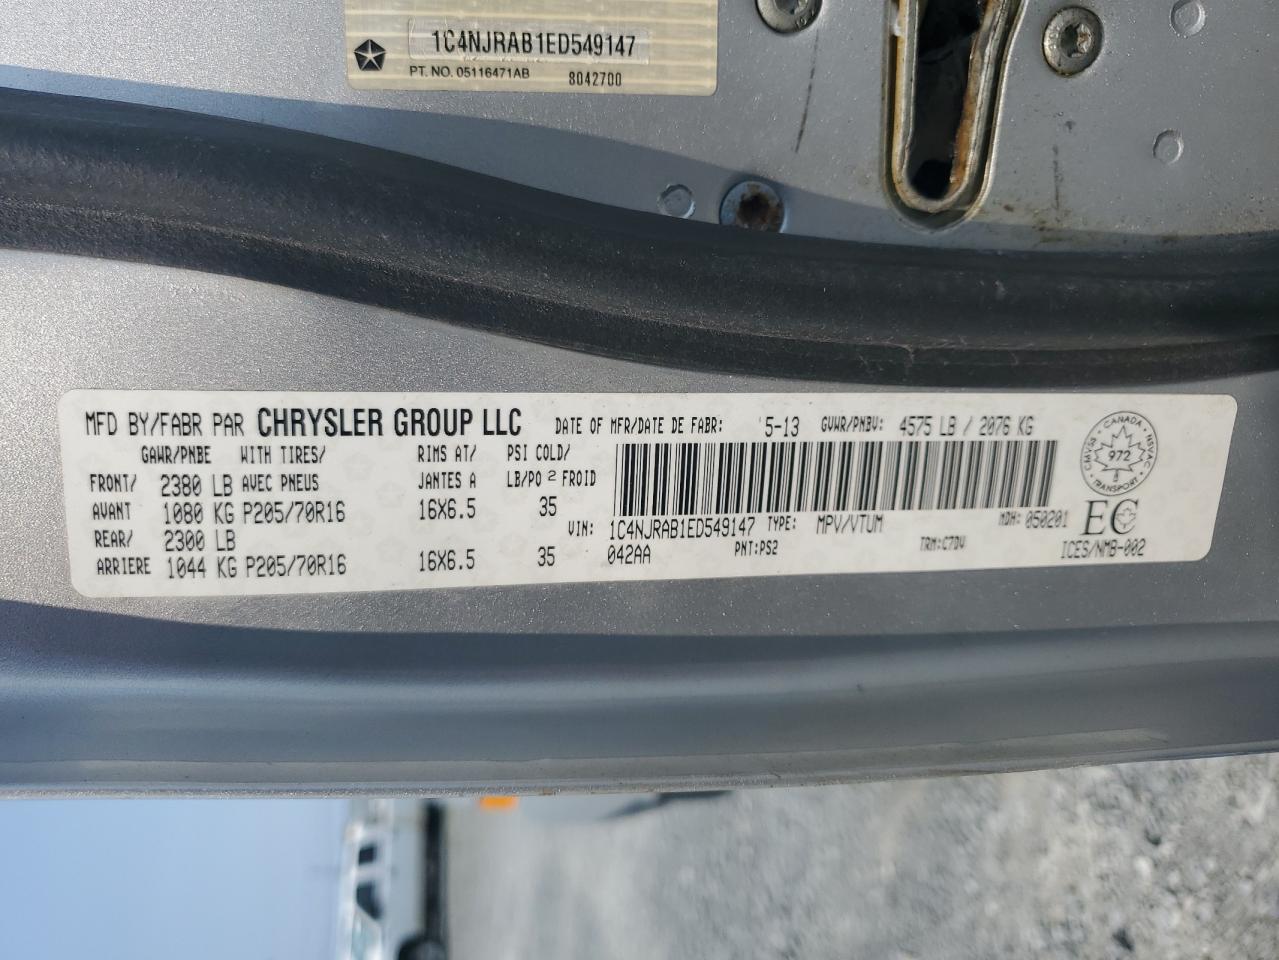 1C4NJRAB1ED549147
PT. NO. 05116471AB 8042700
MFD BY/FABR PAR CHRYSLER GROUP LLC DATE OF MFR/DATE DE FABR: 5-13 GVWR/PNBV: 4575 LB / 2076 KG
GAWR/PNBE WITH TIRES/ RIMS AT/ PSI COLD/
FRONT/ 2380 LB AVEC PNEUS JANTES A LB/PO 2 FROID
AVANT 1080 KG P205/70R16 16X6.5 35
VIN: 1C4NJRAB1ED549147 TYPE: MPV/VTUM MDH: 050201
REAR/ 2300 LB
ARRIERE 1044 KG P205/70R16 16X6.5 35 042AA PNT:PS2 TRM:C7DV
CANADA
CMVSS NSVAC
972
8
TRANSPORT
EC
ICES/NMB-002